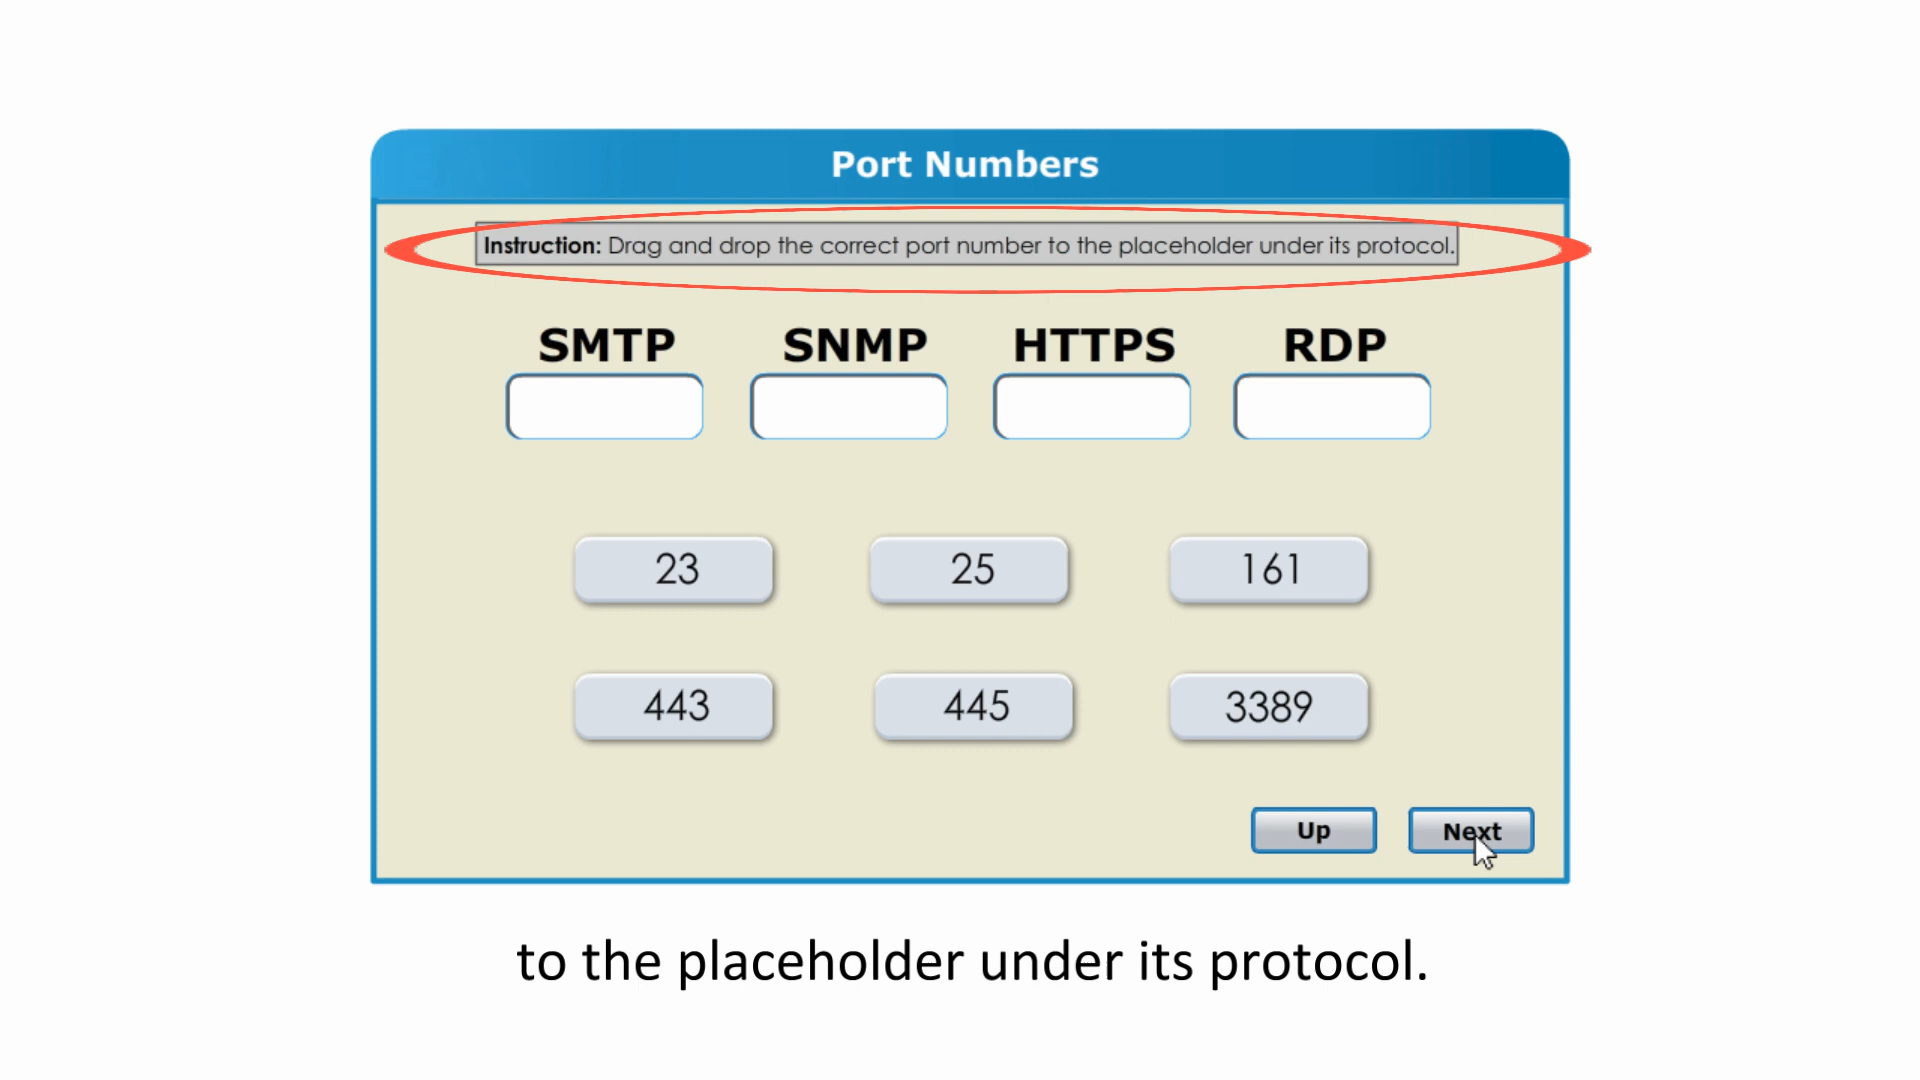 Port Numbers
Instruction: Drag and drop the correct port number to the placeholder under its protocol.
SMTP SNMP HTTPS RDP
23 25 161
443 445 3389
Up Next
to the placeholder under its protocol.